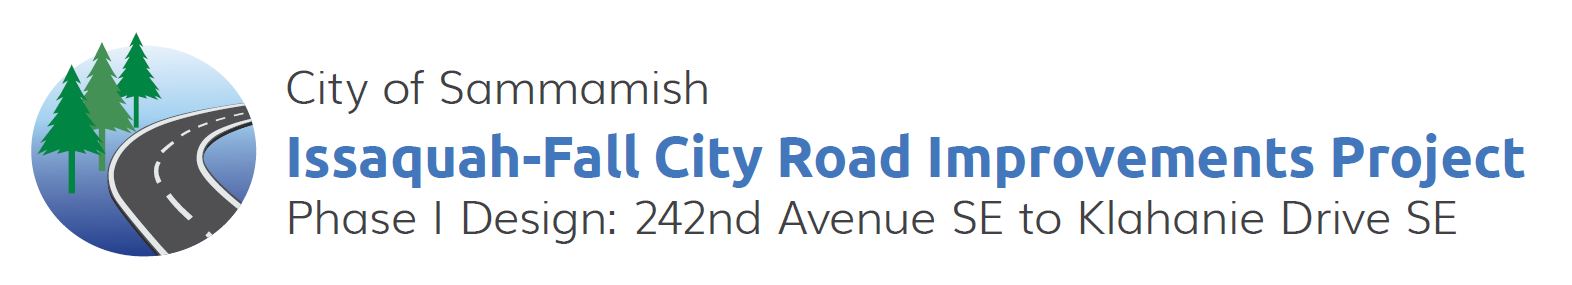 City of Sammamish
Issaquah-Fall City Road Improvements Project
Phase I Design: 242nd Avenue SE to Klahanie Drive SE